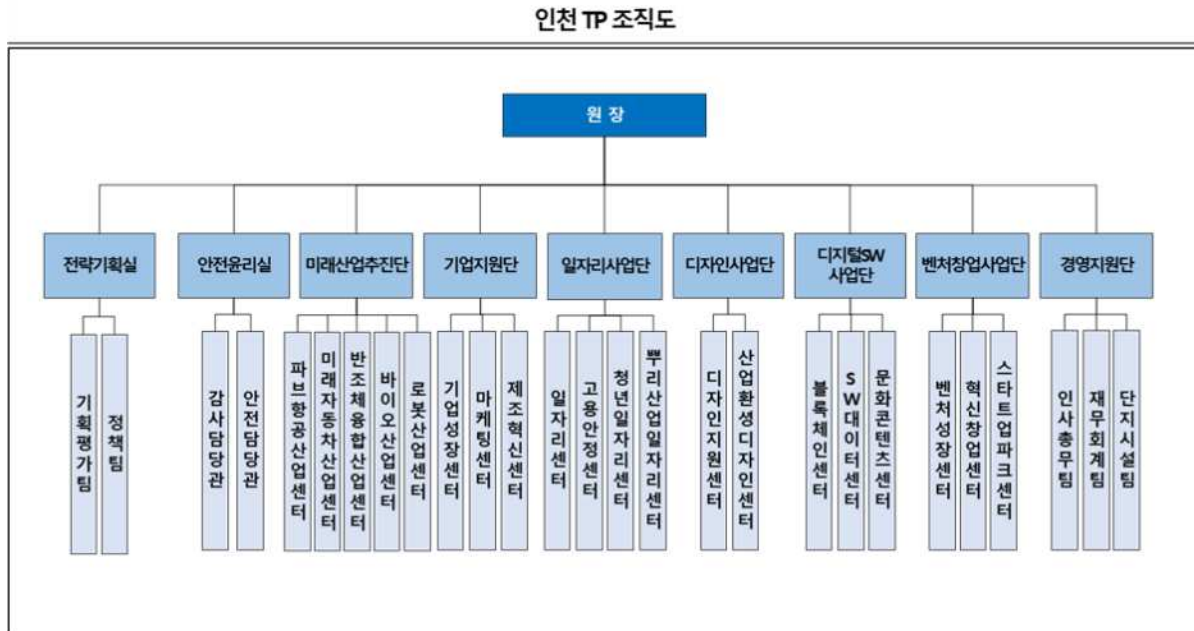 인천 TP 조직도
원 장
전략기획실
안전윤리실
미래산업추진단
기업지원단
일자리사업단
디자인사업단
디지털SW
사업단
벤처창업사업단
경영지원단
기획평가팀
정책팀
감사담당관
안전담당관
파브항공산업센터
미래자동차산업센터
반조체융합산업센터
바이오산업센터
로봇산업센터
기업성장센터
마케팅센터
제조혁신센터
일자리센터
고용안정센터
청년일자리센터
뿌리산업일자리센터
디자인지원센터
산업환생디자인센터
블록체인센터
SW대이터센터
문화콘텐츠센터
벤처성장센터
혁신창업센터
스타트업파크센터
인사총무팀
재무회계팀
단지시설팀